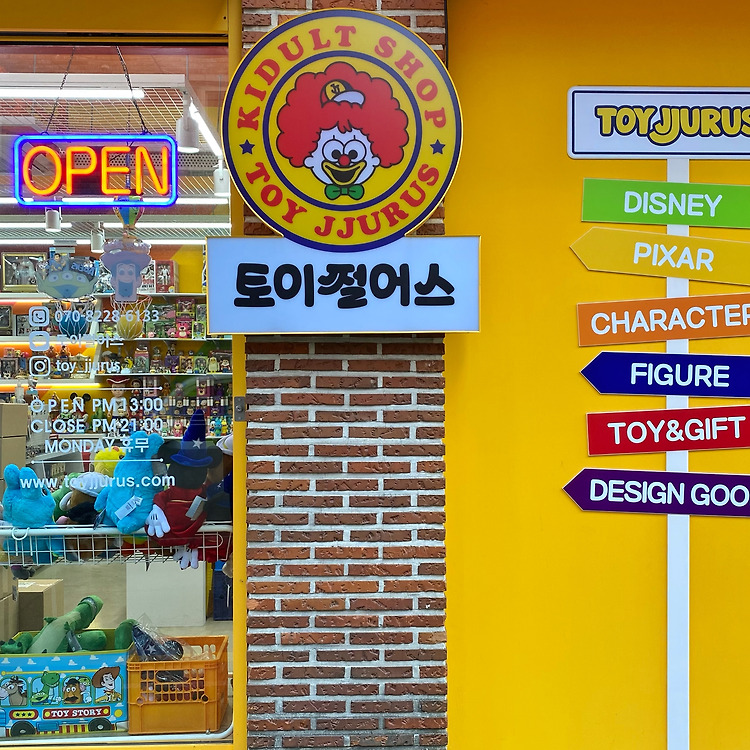 KIDULT SHOP
TOY JJURUS
토이쩔어스
OPEN
070-8228-6133
toy_jjurus
OPEN PM 13:00
CLOSE PM 21:00
MONDAY 휴무
www.toyjjurus.com
TOY STORY
TOYJJURUS
DISNEY
PIXAR
CHARACTER
FIGURE
TOY&GIFT
DESIGN GOO